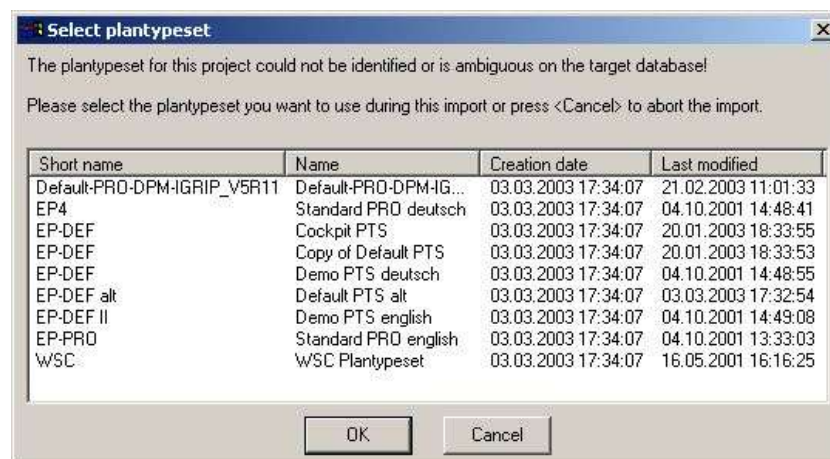 Select plantypeset
The plantypeset for this project could not be identified or is ambiguous on the target database!
Please select the plantypeset you want to use during this import or press <Cancel> to abort the import.
Short name Name Creation date Last modified
Default-PRO-DPM-IGRIP_V5R11 Default-PRO-DPM-IG... 03.03.2003 17:34:07 21.02.2003 11:01:33
EP4 Standard PRO deutsch 03.03.2003 17:34:07 04.10.2001 14:48:41
EP-DEF Cockpit PTS 03.03.2003 17:34:07 20.01.2003 18:33:55
EP-DEF Copy of Default PTS 03.03.2003 17:34:07 20.01.2003 18:33:53
EP-DEF Demo PTS deutsch 03.03.2003 17:34:07 04.10.2001 14:48:55
EP-DEF alt Default PTS alt 03.03.2003 17:34:07 03.03.2003 17:32:54
EP-DEF II Demo PTS english 03.03.2003 17:34:07 04.10.2001 14:49:08
EP-PRO Standard PRO english 03.03.2003 17:34:07 04.10.2001 13:33:03
WSC WSC Plantypeset 03.03.2003 17:34:07 16.05.2001 16:16:25
OK Cancel